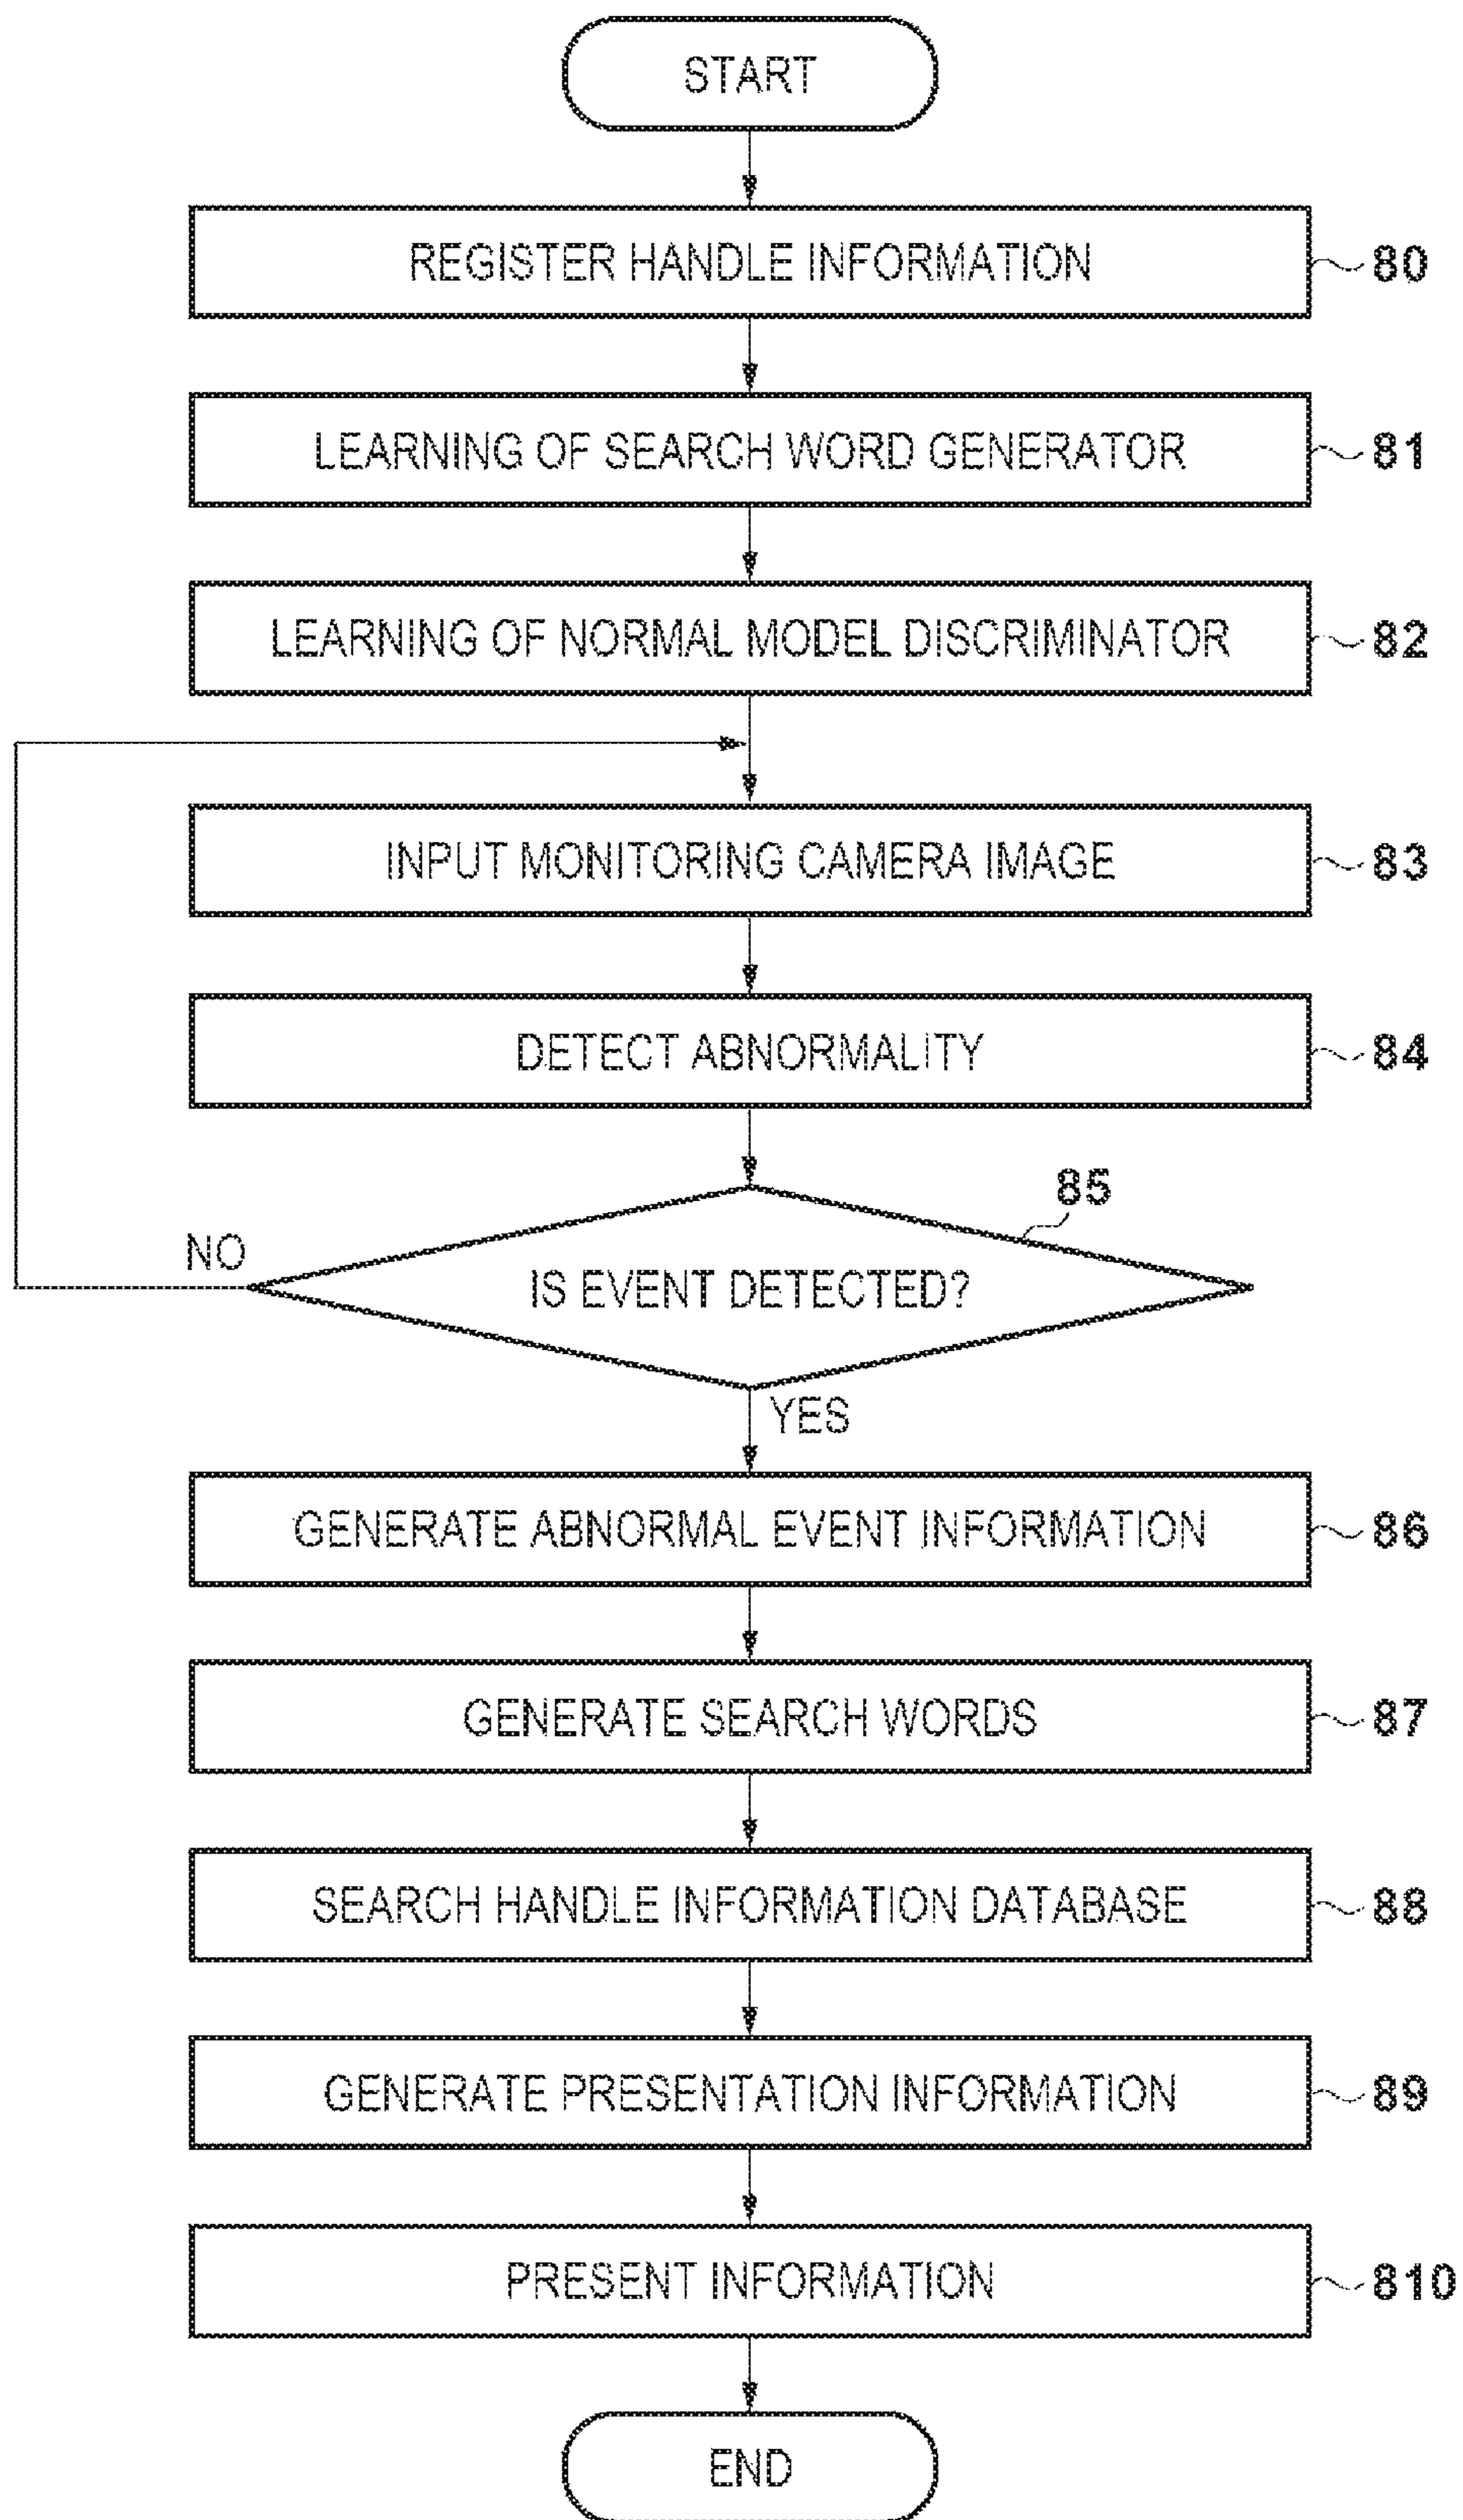 START
REGISTER HANDLE INFORMATION 80
LEARNING OF SEARCH WORD GENERATOR 81
LEARNING OF NORMAL MODEL DISCRIMINATOR 82
INPUT MONITORING CAMERA IMAGE 83
DETECT ABNORMALITY 84
85
NO
IS EVENT DETECTED?
YES
GENERATE ABNORMAL EVENT INFORMATION 86
GENERATE SEARCH WORDS 87
SEARCH HANDLE INFORMATION DATABASE 88
GENERATE PRESENTATION INFORMATION 89
PRESENT INFORMATION 810
END